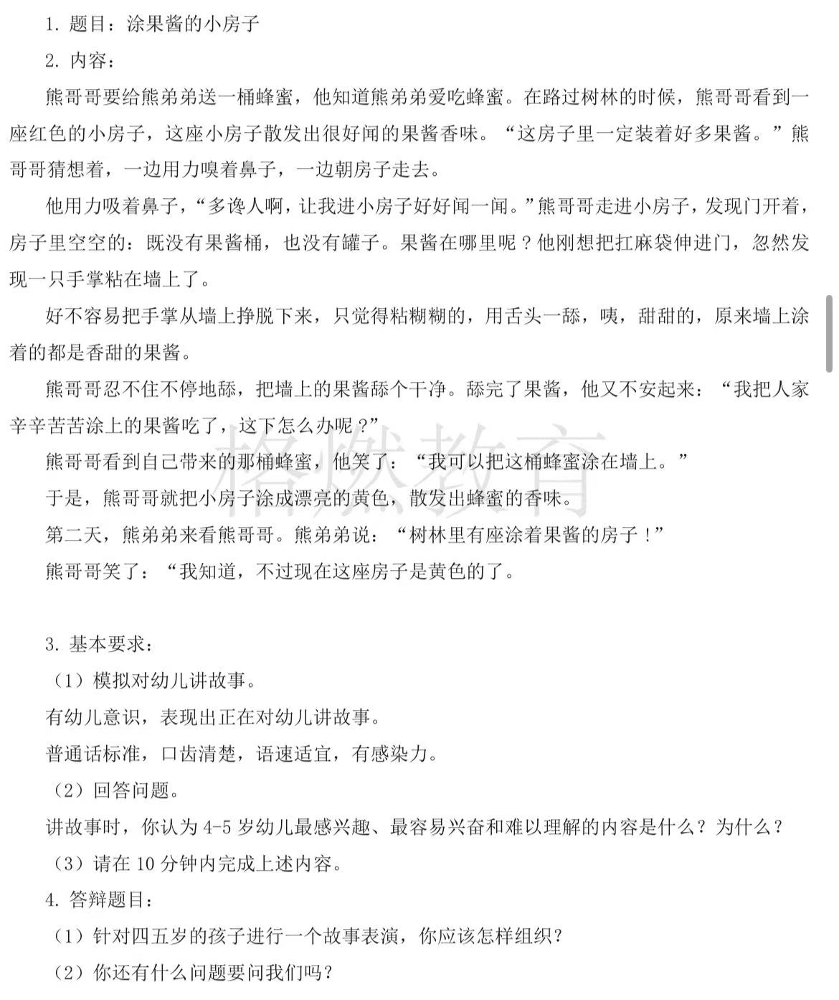 1. 题目：涂果酱的小房子
2. 内容：
熊哥哥要给熊弟弟送一桶蜂蜜，他知道熊弟弟爱吃蜂蜜。在路过树林的时候，熊哥哥看到一
座红色的小房子，这座小房子散发出很好闻的果酱香味。“这房子里一定装着好多果酱。”熊
哥哥猜想着，一边用力嗅着鼻子，一边朝房子走去。
他用力吸着鼻子，“多谗人啊，让我进小房子好好闻一闻。”熊哥哥走进小房子，发现门开着，
房子里空空的：既没有果酱桶，也没有罐子。果酱在哪里呢？他刚想把扛麻袋伸进门，忽然发
现一只手掌粘在墙上了。
好不容易把手掌从墙上挣脱下来，只觉得粘糊糊的，用舌头一舔，咦，甜甜的，原来墙上涂
着的都是香甜的果酱。
熊哥哥忍不住不停地舔，把墙上的果酱舔个干净。舔完了果酱，他又不安起来：“我把人家
辛辛苦苦涂上的果酱吃了，这下怎么办呢?”
熊哥哥看到自己带来的那桶蜂蜜，他笑了：“我可以把这桶蜂蜜涂在墙上。”
于是，熊哥哥就把小房子涂成漂亮的黄色，散发出蜂蜜的香味。
第二天，熊弟弟来看熊哥哥。熊弟弟说：“树林里有座涂着果酱的房子！”
熊哥哥笑了：“我知道，不过现在这座房子是黄色的了。
格燃教育
3. 基本要求：
（1）模拟对幼儿讲故事。
有幼儿意识，表现出正在对幼儿讲故事。
普通话标准，口齿清楚，语速适宜，有感染力。
（2）回答问题。
讲故事时，你认为 4-5 岁幼儿最感兴趣、最容易兴奋和难以理解的内容是什么？为什么？
（3）请在 10 分钟内完成上述内容。
4. 答辩题目：
（1）针对四五岁的孩子进行一个故事表演，你应该怎样组织？
（2）你还有什么问题要问我们吗？